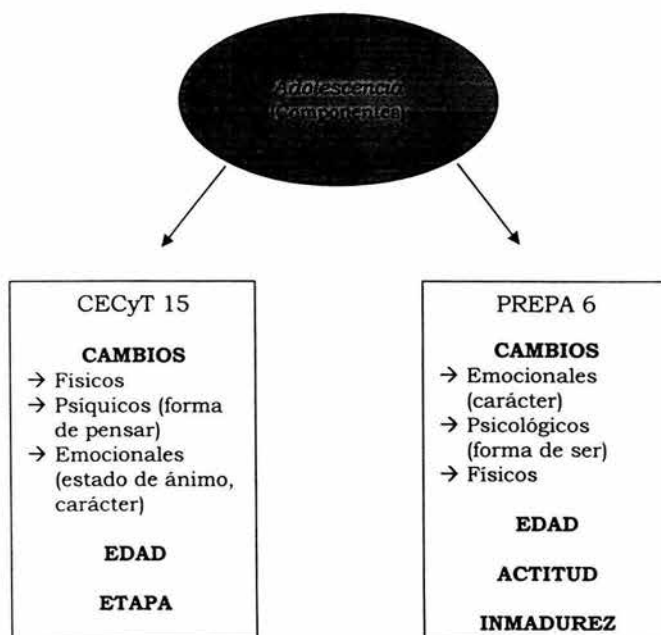 Adolescencia
(Componentes)
CECyT 15
CAMBIOS
→ Físicos
→ Psíquicos (forma
de pensar)
→ Emocionales
(estado de ánimo,
carácter)
EDAD
ETAPA
PREPA 6
CAMBIOS
→ Emocionales
(carácter)
→ Psicológicos
(forma de ser)
→ Físicos
EDAD
ACTITUD
INMADUREZ